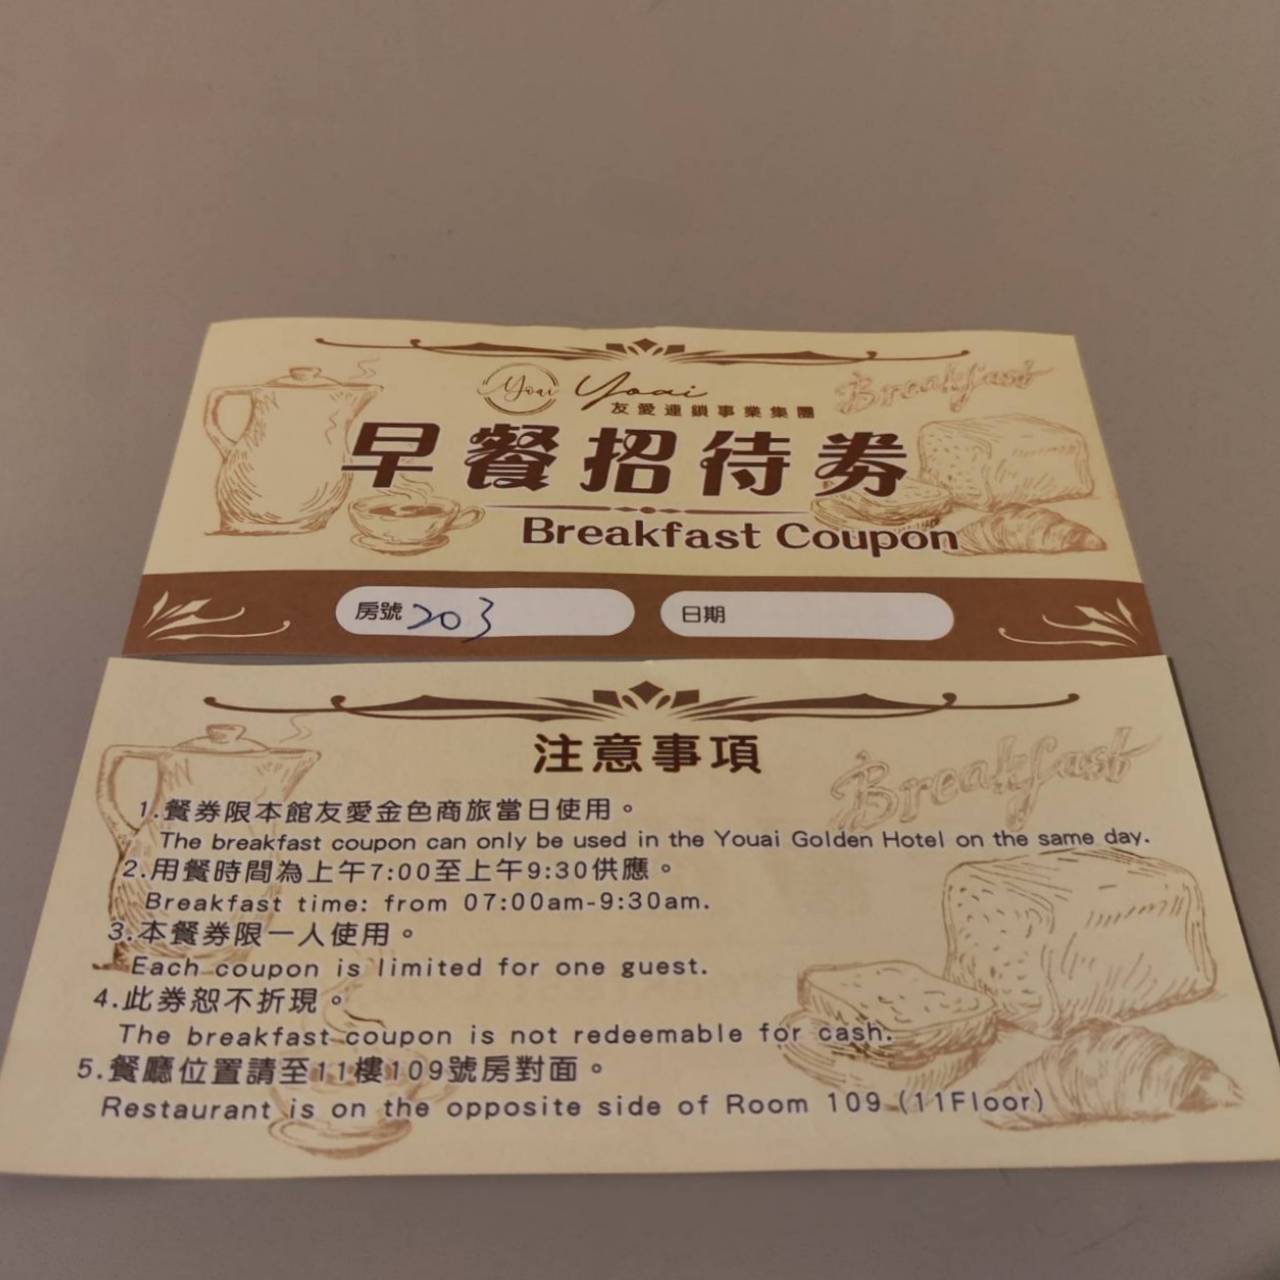 Youi Yoai
友愛連鎖事業集團
Breakfast
早餐招待券
Breakfast Coupon
房號 203
日期
注意事項
Breakfast
1.餐券限本館友愛金色商旅當日使用。
The breakfast coupon can only be used in the Youai Golden Hotel on the same day.
2.用餐時間為上午7:00至上午9:30供應。
Breakfast time: from 07:00am-9:30am.
3.本餐券限一人使用。
Each coupon is limited for one guest.
4.此券恕不折現。
The breakfast coupon is not redeemable for cash.
5.餐廳位置請至11樓109號房對面。
Restaurant is on the opposite side of Room 109 (11Floor)